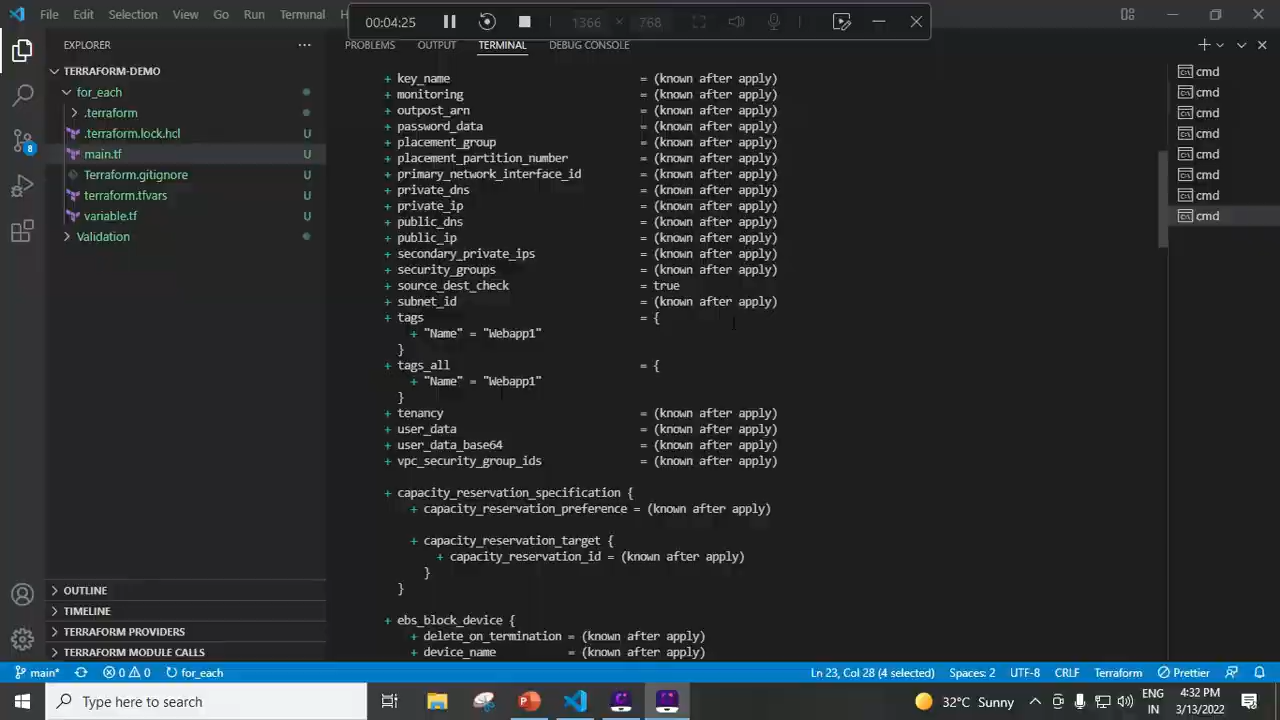 File Edit Selection View Go Run Terminal H
00:04:25 1366 × 768
EXPLORER
TERRAFORM-DEMO
for_each
.terraform
.terraform.lock.hcl U
main.tf U
Terraform.gitignore U
terraform.tfvars U
variable.tf U
Validation
OUTLINE
TIMELINE
TERRAFORM PROVIDERS
TERRAFORM MODULE CALLS
PROBLEMS OUTPUT TERMINAL DEBUG CONSOLE
+ key_name = (known after apply)
+ monitoring = (known after apply)
+ outpost_arn = (known after apply)
+ password_data = (known after apply)
+ placement_group = (known after apply)
+ placement_partition_number = (known after apply)
+ primary_network_interface_id = (known after apply)
+ private_dns = (known after apply)
+ private_ip = (known after apply)
+ public_dns = (known after apply)
+ public_ip = (known after apply)
+ secondary_private_ips = (known after apply)
+ security_groups = (known after apply)
+ source_dest_check = true
+ subnet_id = (known after apply)
+ tags = {
+ "Name" = "Webapp1"
}
+ tags_all = {
+ "Name" = "Webapp1"
}
+ tenancy = (known after apply)
+ user_data = (known after apply)
+ user_data_base64 = (known after apply)
+ vpc_security_group_ids = (known after apply)
+ capacity_reservation_specification {
+ capacity_reservation_preference = (known after apply)
+ capacity_reservation_target {
+ capacity_reservation_id = (known after apply)
}
}
+ ebs_block_device {
+ delete_on_termination = (known after apply)
+ device_name = (known after apply)
cmd
cmd
cmd
cmd
cmd
cmd
cmd
cmd
8
main* 0 0 for_each Ln 23, Col 28 (4 selected) Spaces: 2 UTF-8 CRLF Terraform Prettier
Type here to search 32°C Sunny ENG IN 4:32 PM 3/13/2022